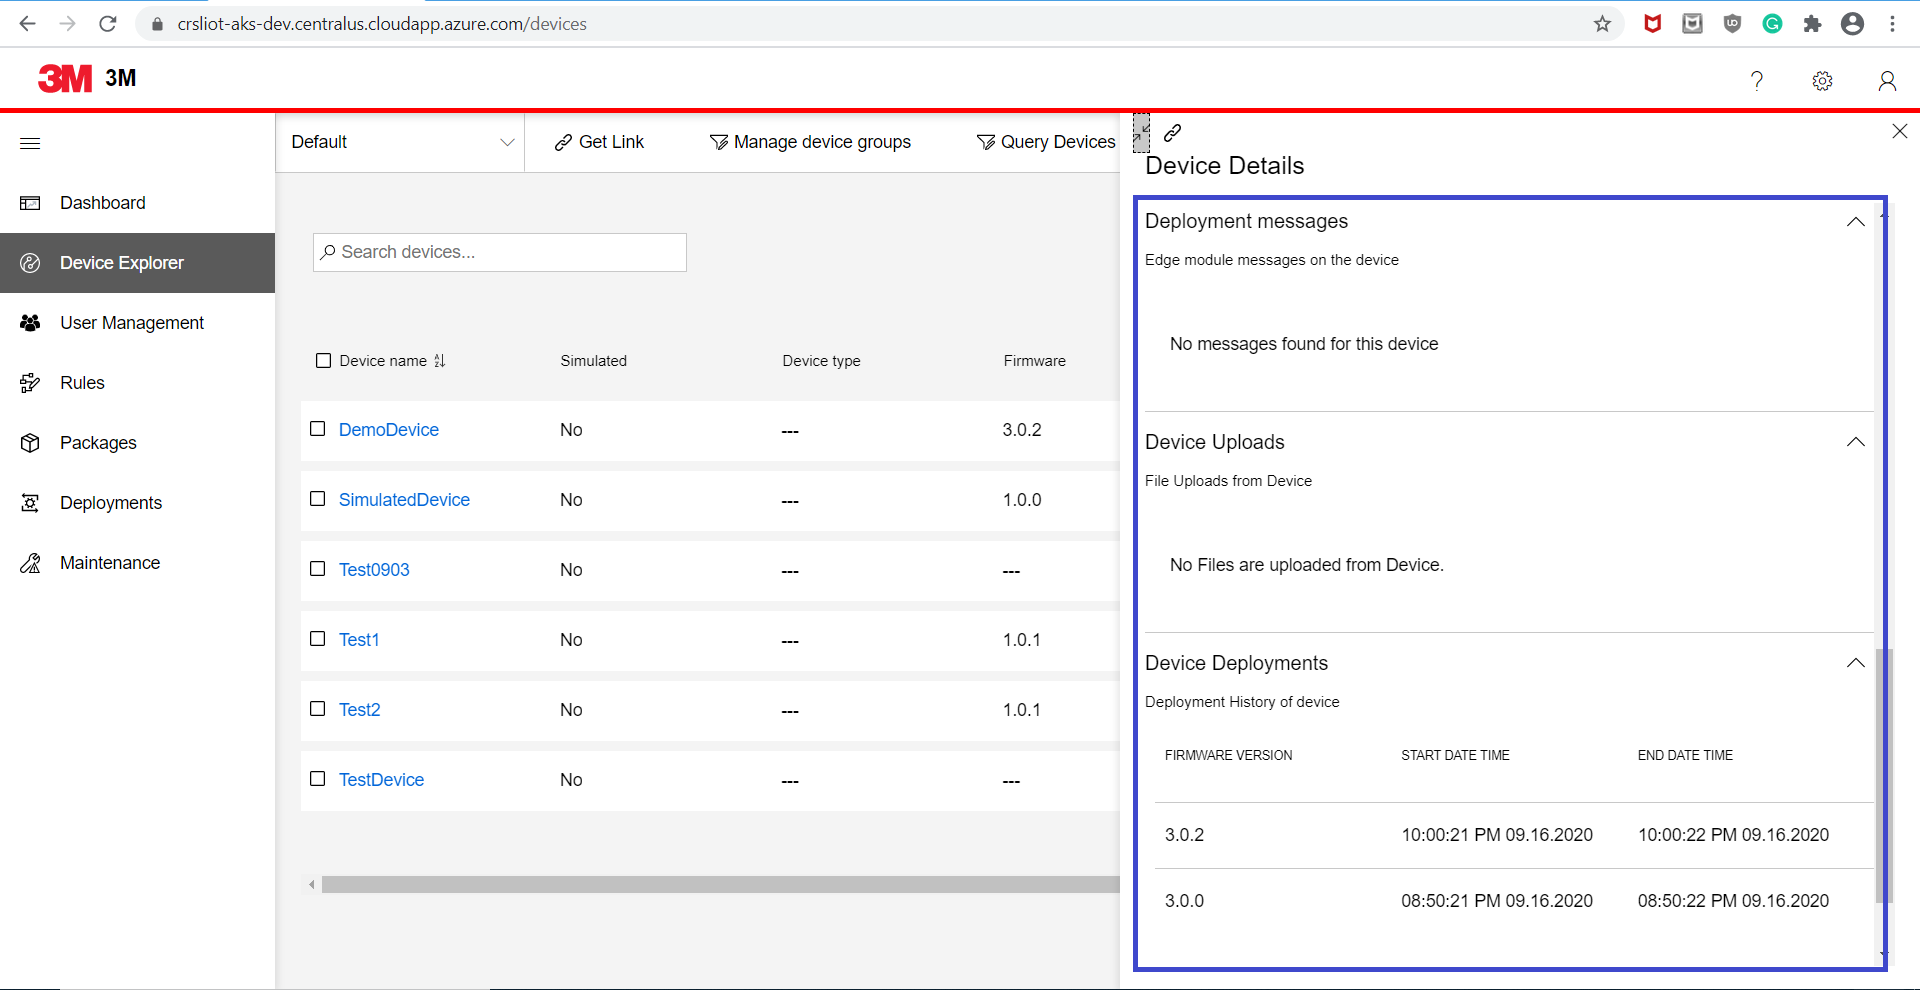 crsliot-aks-dev.centralus.cloudapp.azure.com/devices
3M 3M
Default
Get Link
Manage device groups
Query Devices
Dashboard
Device Explorer
User Management
Rules
Packages
Deployments
Maintenance
Search devices...
Device name Simulated Device type Firmware
DemoDevice No --- 3.0.2
SimulatedDevice No --- 1.0.0
Test0903 No --- ---
Test1 No --- 1.0.1
Test2 No --- 1.0.1
TestDevice No --- ---
Device Details
Deployment messages
Edge module messages on the device
No messages found for this device
Device Uploads
File Uploads from Device
No Files are uploaded from Device.
Device Deployments
Deployment History of device
FIRMWARE VERSION START DATE TIME END DATE TIME
3.0.2 10:00:21 PM 09.16.2020 10:00:22 PM 09.16.2020
3.0.0 08:50:21 PM 09.16.2020 08:50:22 PM 09.16.2020